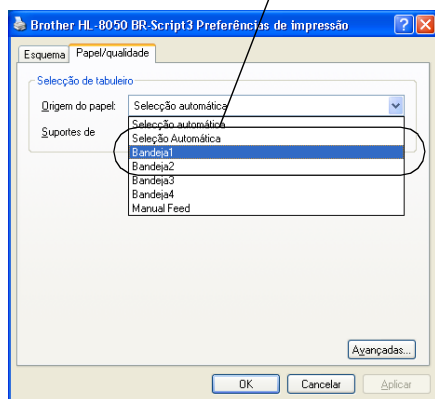 Brother HL-8050 BR-Script3 Preferências de impressão
Esquema Papel/qualidade
Selecção de tabuleiro
Origem do papel: Selecção automática
Selecção automática
Suportes de Seleção Automática
Bandeja1
Bandeja2
Bandeja3
Bandeja4
Manual Feed
Avançadas...
OK Cancelar Aplicar